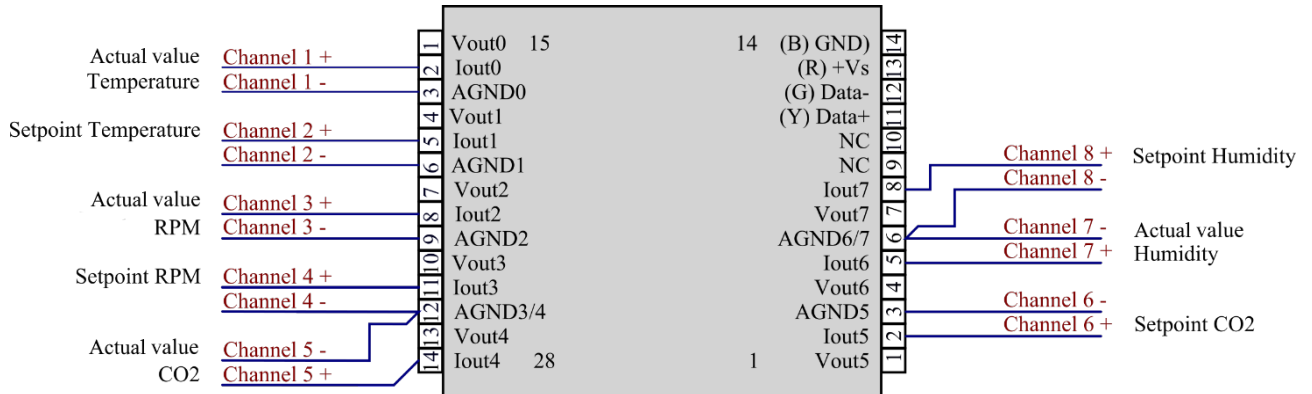 Actual value
Temperature
Channel 1 +
Channel 1 -
Setpoint Temperature
Channel 2 +
Channel 2 -
Actual value
RPM
Channel 3 +
Channel 3 -
Setpoint RPM
Channel 4 +
Channel 4 -
Actual value
CO2
Channel 5 -
Channel 5 +
1 Vout0 15
2 Iout0
3 AGND0
4 Vout1
5 Iout1
6 AGND1
7 Vout2
8 Iout2
9 AGND2
10 Vout3
11 Iout3
12 AGND3/4
13 Vout4
14 Iout4 28
14 (B) GND) 14
(R) +Vs 13
(G) Data- 12
(Y) Data+ 11
NC 10
NC 9
Iout7 8
Vout7 7
AGND6/7 6
Iout6 5
Vout6 4
AGND5 3
Iout5 2
1 Vout5 1
Channel 8 +
Channel 8 -
Setpoint Humidity
Channel 7 -
Channel 7 +
Actual value
Humidity
Channel 6 -
Channel 6 +
Setpoint CO2